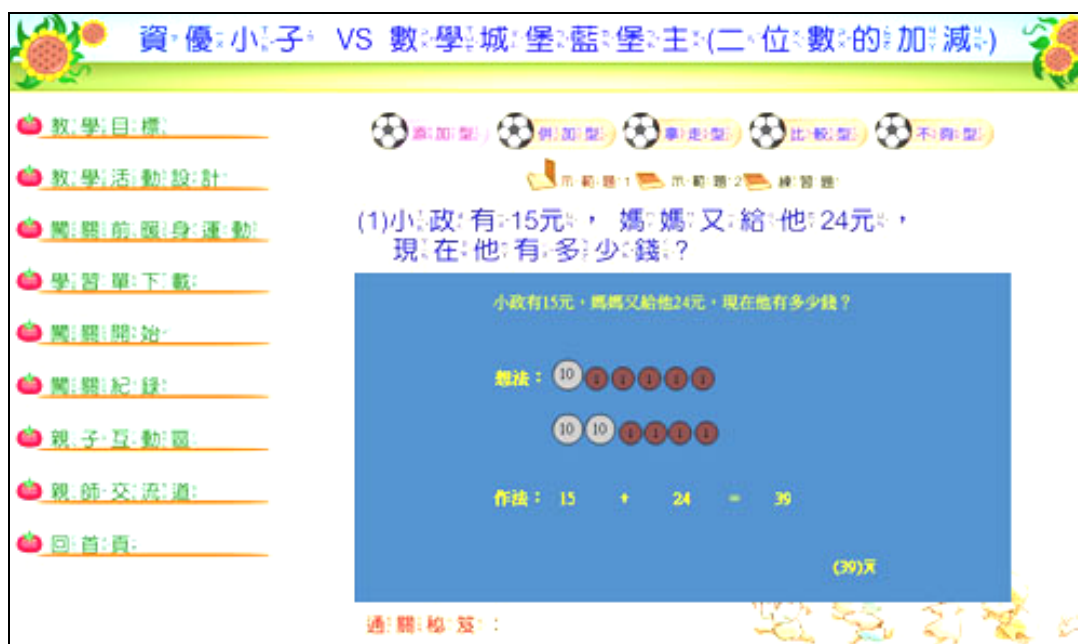 資優小子 VS 數學城堡藍堡主(二位數的加減)
教學目標
教學活動設計
闖關前暖身運動
學習單下載
闖關開始
闖關紀錄
親子互動區
親師交流道
回首頁
添加型 併加型 拿走型 比較型 不夠型
示範題1 示範題2 練習題
(1)小政有15元，媽媽又給他24元，
現在他有多少錢？
小政有15元，媽媽又給他24元，現在他有多少錢？
想法： 10 1 1 1 1 1
10 10 1 1 1 1
作法： 15 + 24 = 39
(39)元
通關秘笈：